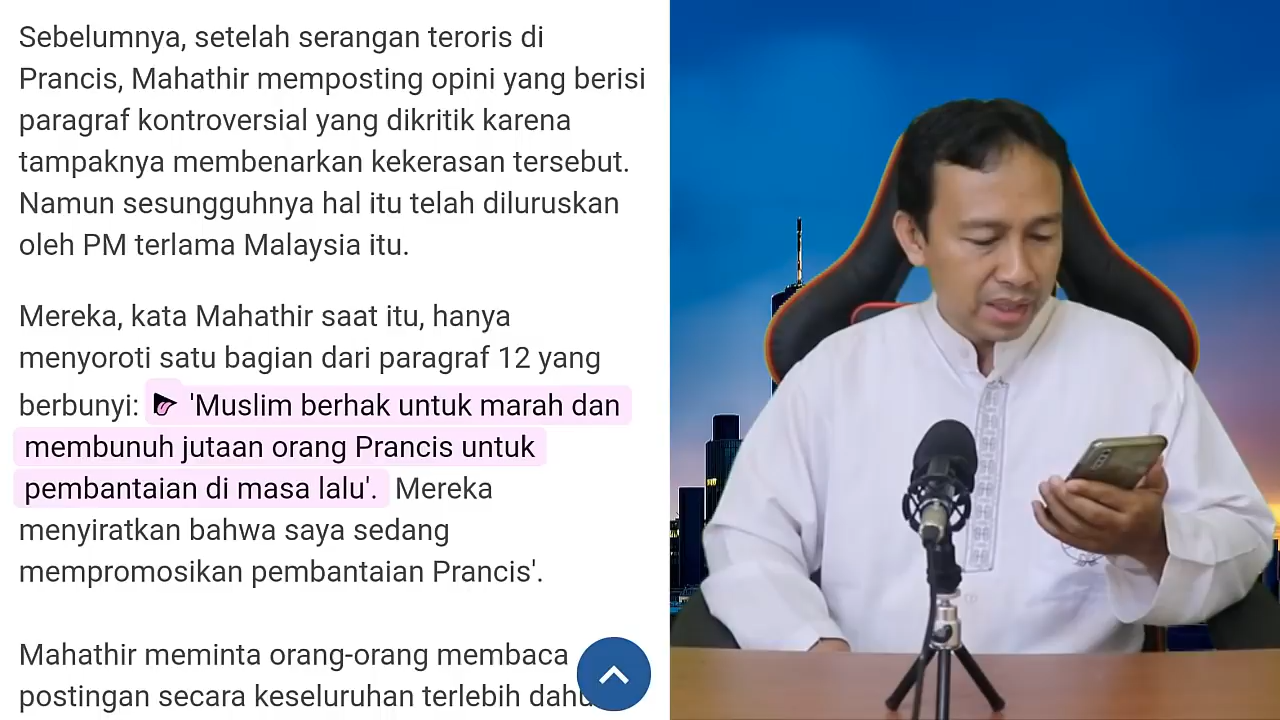 Sebelumnya, setelah serangan teroris di
Prancis, Mahathir memposting opini yang berisi
paragraf kontroversial yang dikritik karena
tampaknya membenarkan kekerasan tersebut.
Namun sesungguhnya hal itu telah diluruskan
oleh PM terlama Malaysia itu.
Mereka, kata Mahathir saat itu, hanya
menyoroti satu bagian dari paragraf 12 yang
berbunyi: 'Muslim berhak untuk marah dan
membunuh jutaan orang Prancis untuk
pembantaian di masa lalu'. Mereka
menyiratkan bahwa saya sedang
mempromosikan pembantaian Prancis'.
Mahathir meminta orang-orang membaca
postingan secara keseluruhan terlebih